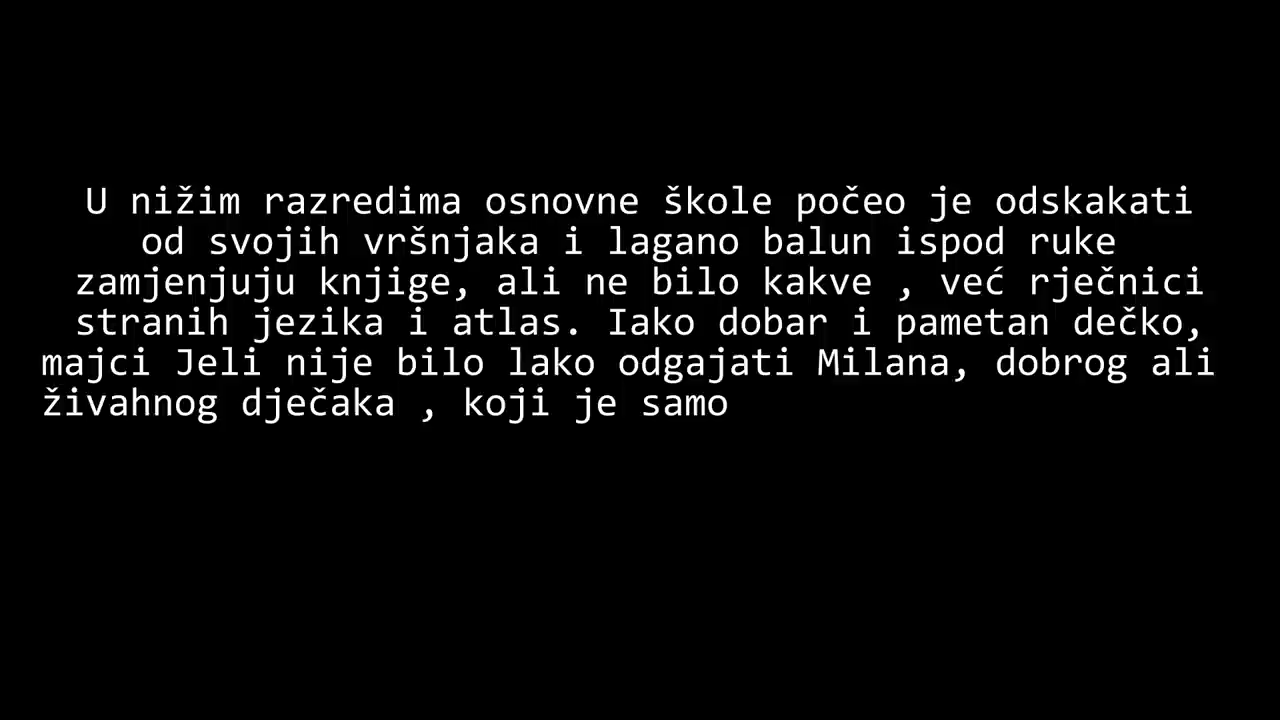 U nižim razredima osnovne škole počeo je odskakati
od svojih vršnjaka i lagano balun ispod ruke
zamjenjuju knjige, ali ne bilo kakve , već rječnici
stranih jezika i atlas. Iako dobar i pametan dečko,
majci Jeli nije bilo lako odgajati Milana, dobrog ali
živahnog dječaka , koji je samo